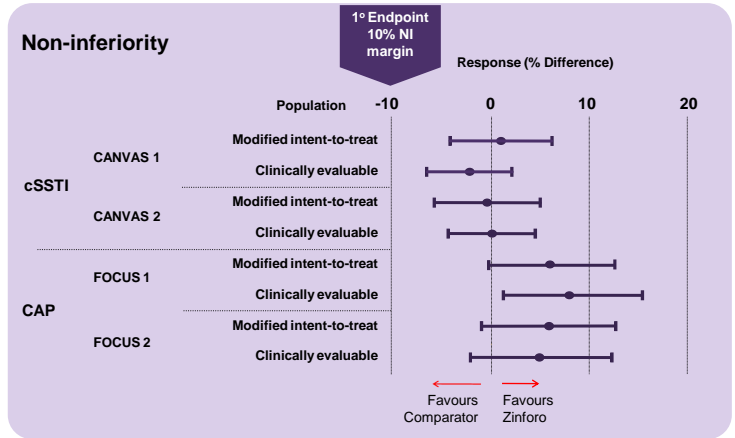 Non-inferiority
1º Endpoint
10% NI
margin
Response (% Difference)
Population -10 0 10 20
cSSTI
CANVAS 1
Modified intent-to-treat
Clinically evaluable
CANVAS 2
Modified intent-to-treat
Clinically evaluable
CAP
FOCUS 1
Modified intent-to-treat
Clinically evaluable
FOCUS 2
Modified intent-to-treat
Clinically evaluable
Favours
Comparator
Favours
Zinforo